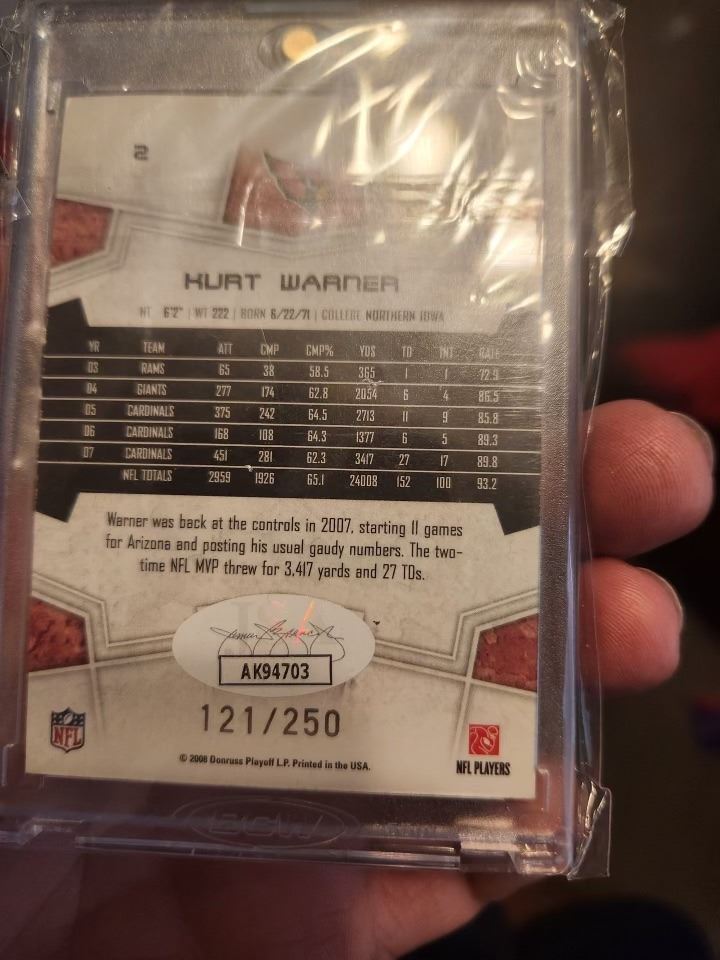 2
KURT WARNER
HT 6'2" | WT 222 | BORN 6/22/71 | COLLEGE NORTHERN IOWA
YR TEAM ATT CMP CMP% YDS TD INT RATE
03 RAMS 65 38 58.5 365 1 1 72.9
04 GIANTS 277 174 62.8 2054 6 4 86.5
05 CARDINALS 375 242 64.5 2713 11 9 85.8
06 CARDINALS 168 108 64.3 1377 6 5 89.3
07 CARDINALS 451 281 62.3 3417 27 17 89.8
NFL TOTALS 2959 1926 65.1 24008 152 100 93.2
Warner was back at the controls in 2007, starting 11 games
for Arizona and posting his usual gaudy numbers. The two-
time NFL MVP threw for 3,417 yards and 27 TDs.
AK94703
121/250
NFL
© 2008 Donruss Playoff L.P. Printed in the USA.
NFL PLAYERS
BCW